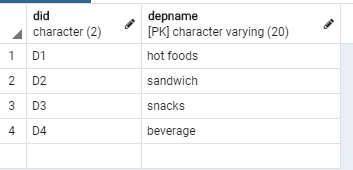 did depname
character (2) [PK] character varying (20)
1 D1 hot foods
2 D2 sandwich
3 D3 snacks
4 D4 beverage